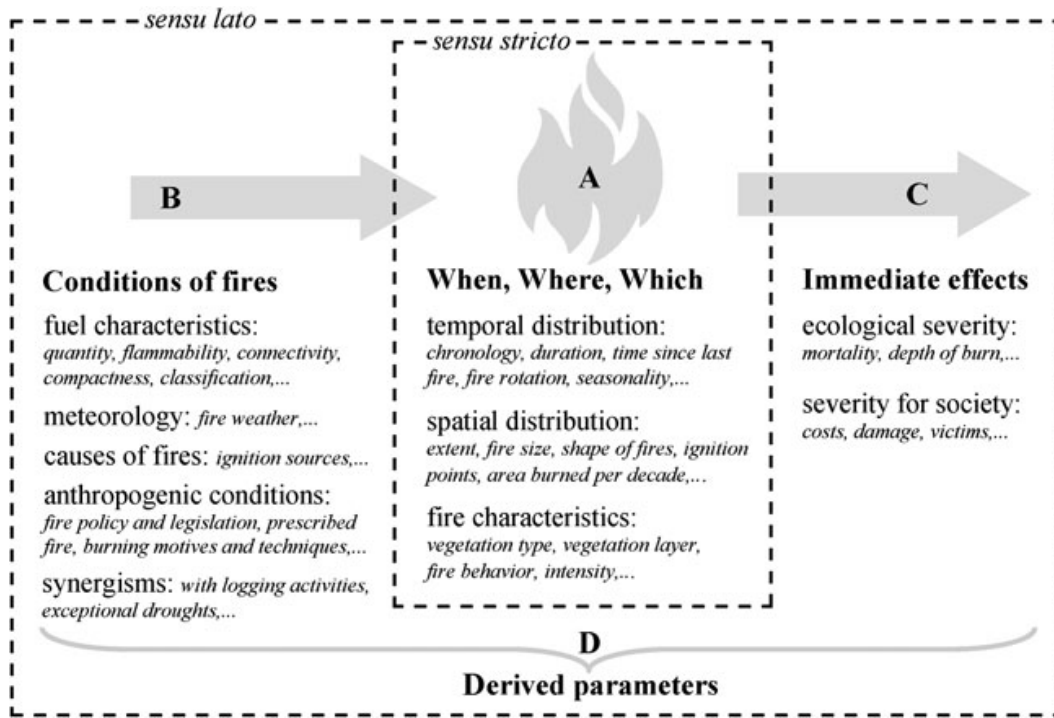 sensu lato
sensu stricto
B
A
C
Conditions of fires
fuel characteristics:
quantity, flammability, connectivity,
compactness, classification,...
meteorology: fire weather,...
causes of fires: ignition sources,...
anthropogenic conditions:
fire policy and legislation, prescribed
fire, burning motives and techniques,...
synergisms: with logging activities,
exceptional droughts,...
When, Where, Which
temporal distribution:
chronology, duration, time since last
fire, fire rotation, seasonality,...
spatial distribution:
extent, fire size, shape of fires, ignition
points, area burned per decade,...
fire characteristics:
vegetation type, vegetation layer,
fire behavior, intensity,...
Immediate effects
ecological severity:
mortality, depth of burn,...
severity for society:
costs, damage, victims,...
D
Derived parameters